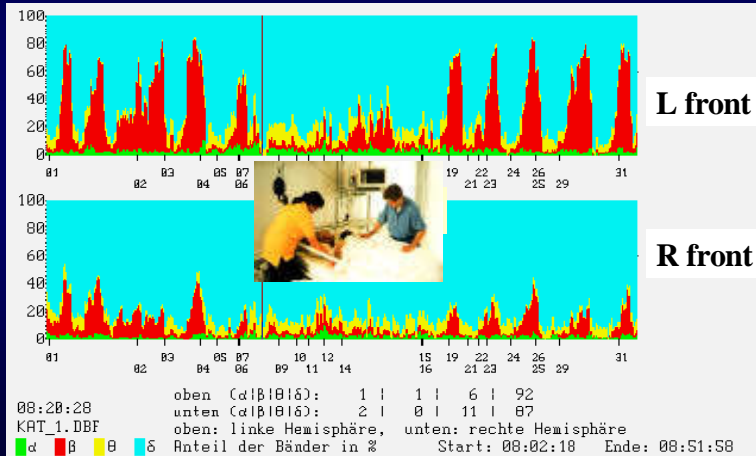 100
80
60
40
20
0
L front
01 03 05 07 19 22 24 26 31
02 04 06 21 23 25 29
100
80
60
40
20
0
R front
01 03 05 07 10 12 15 19 22 24 26 31
02 04 06 09 11 14 16 21 23 25 29
oben (α|β|θ|δ): 1 | 1 | 6 | 92
08:20:28 unten (α|β|θ|δ): 2 | 0 | 11 | 87
KAT_1.DBF oben: linke Hemisphäre, unten: rechte Hemisphäre
α β θ δ Anteil der Bänder in % Start: 08:02:18 Ende: 08:51:58